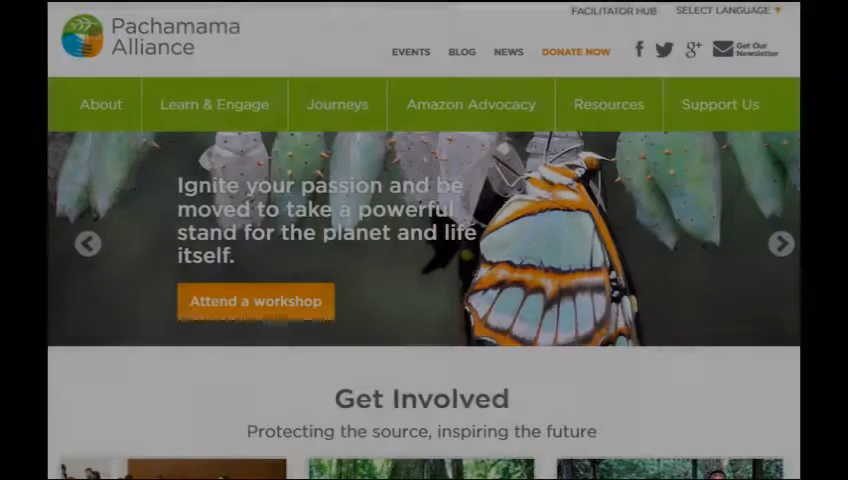 FACILITATOR HUB SELECT LANGUAGE
Pachamama
Alliance
EVENTS BLOG NEWS DONATE NOW g+ Get Our
Newsletter
About Learn & Engage Journeys Amazon Advocacy Resources Support Us
Ignite your passion and be
moved to take a powerful
stand for the planet and life
itself.
Attend a workshop
Get Involved
Protecting the source, inspiring the future